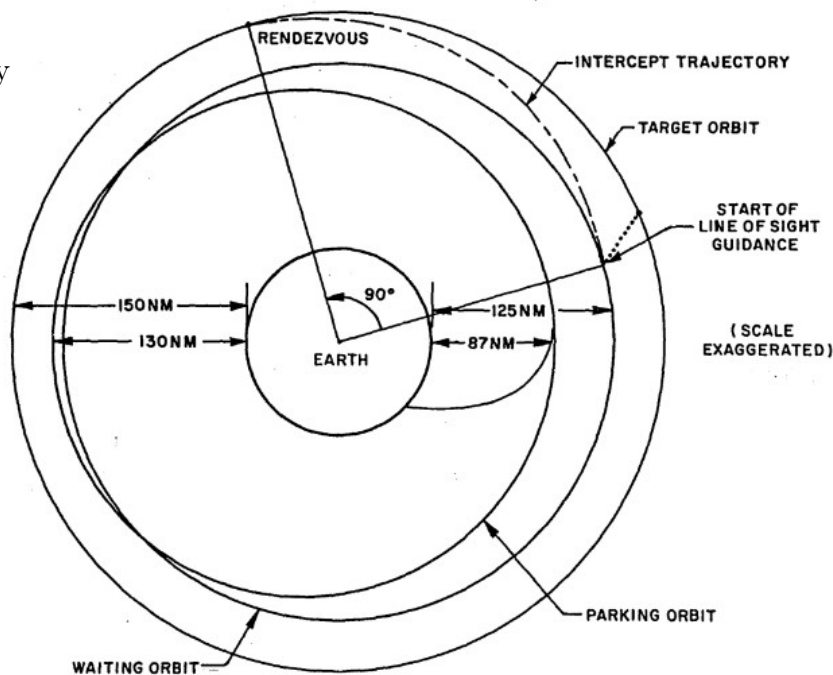 y
RENDEZVOUS
INTERCEPT TRAJECTORY
TARGET ORBIT
START OF
LINE OF SIGHT
GUIDANCE
90°
150NM
125NM
130NM
87NM
EARTH
(SCALE
EXAGGERATED)
PARKING ORBIT
WAITING ORBIT